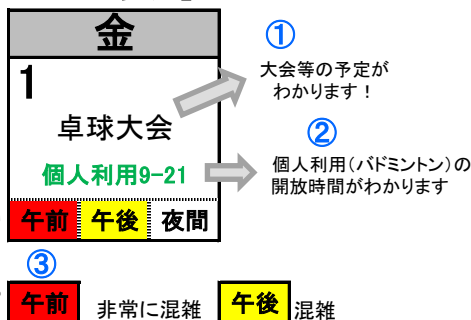 金
①
1
大会等の予定が
わかります！
卓球大会
②
個人利用9-21
個人利用(バドミントン)の
開放時間がわかります
午前 午後 夜間
③
午前 非常に混雑 午後 混雑